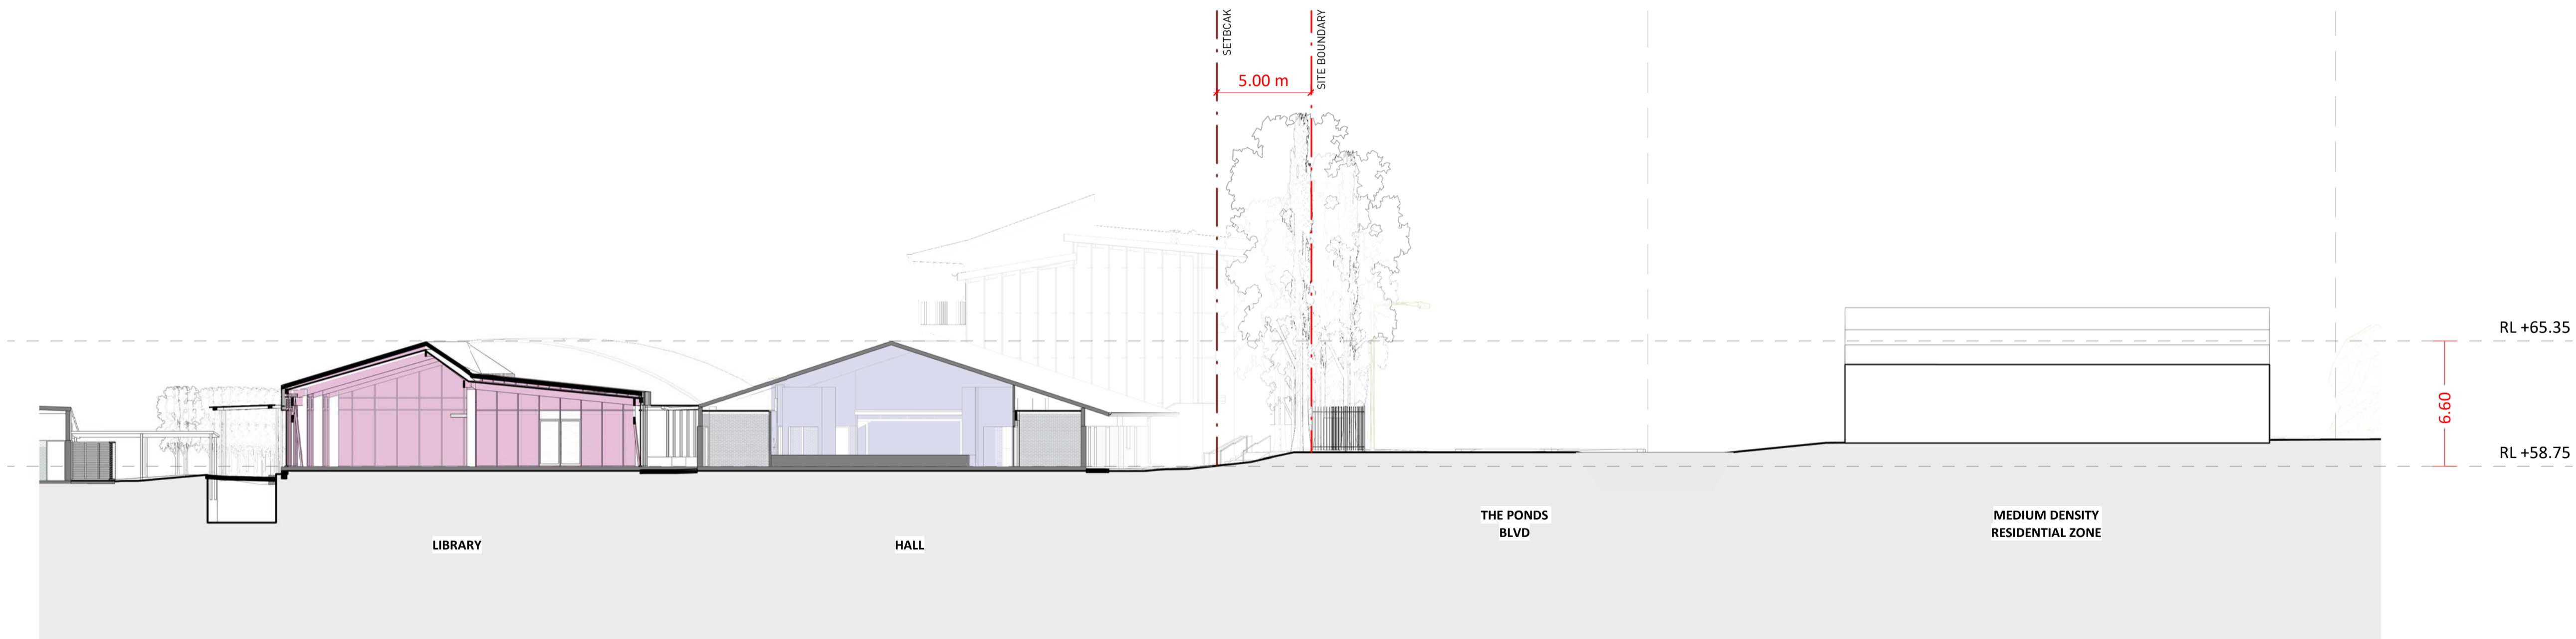 SETBCAK
SITE BOUNDARY
5.00 m
RL +65.35
6.60
RL +58.75
LIBRARY
HALL
THE PONDS
BLVD
MEDIUM DENSITY
RESIDENTIAL ZONE